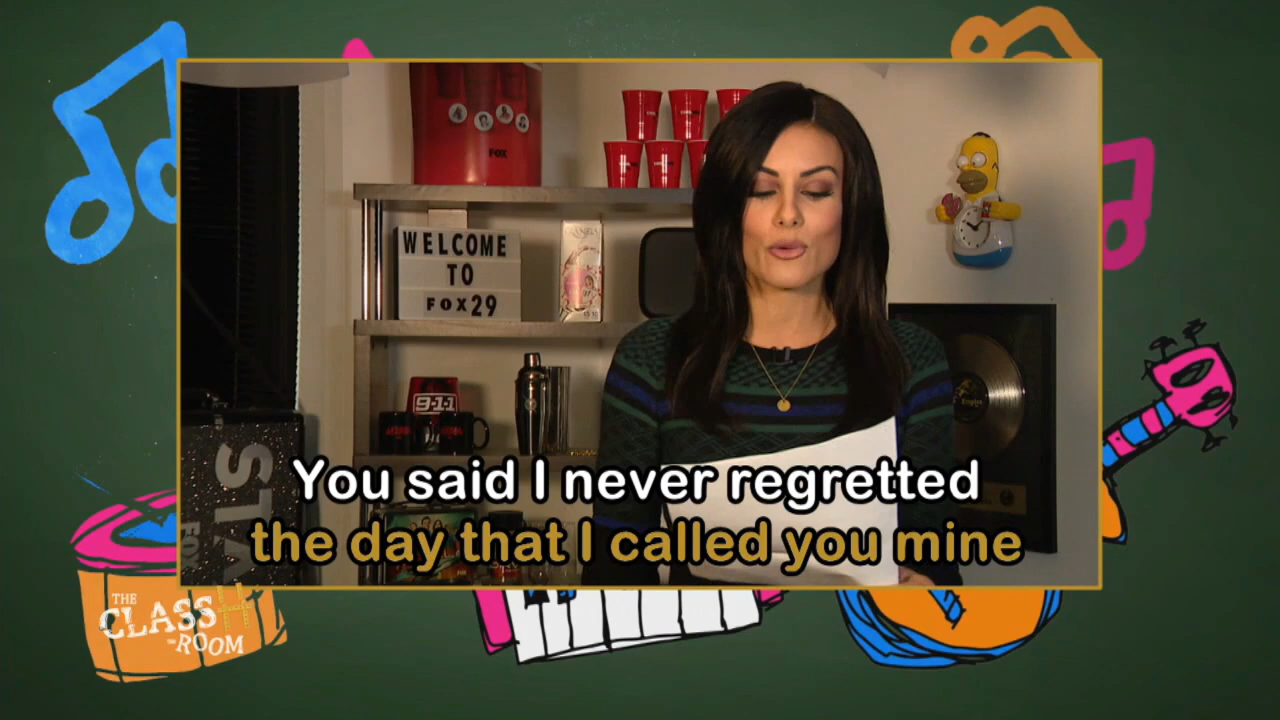 FOX
WELCOME
TO
FOX29
9-1-1
You said I never regretted
the day that I called you mine
THE
CLASSH
-ROOM